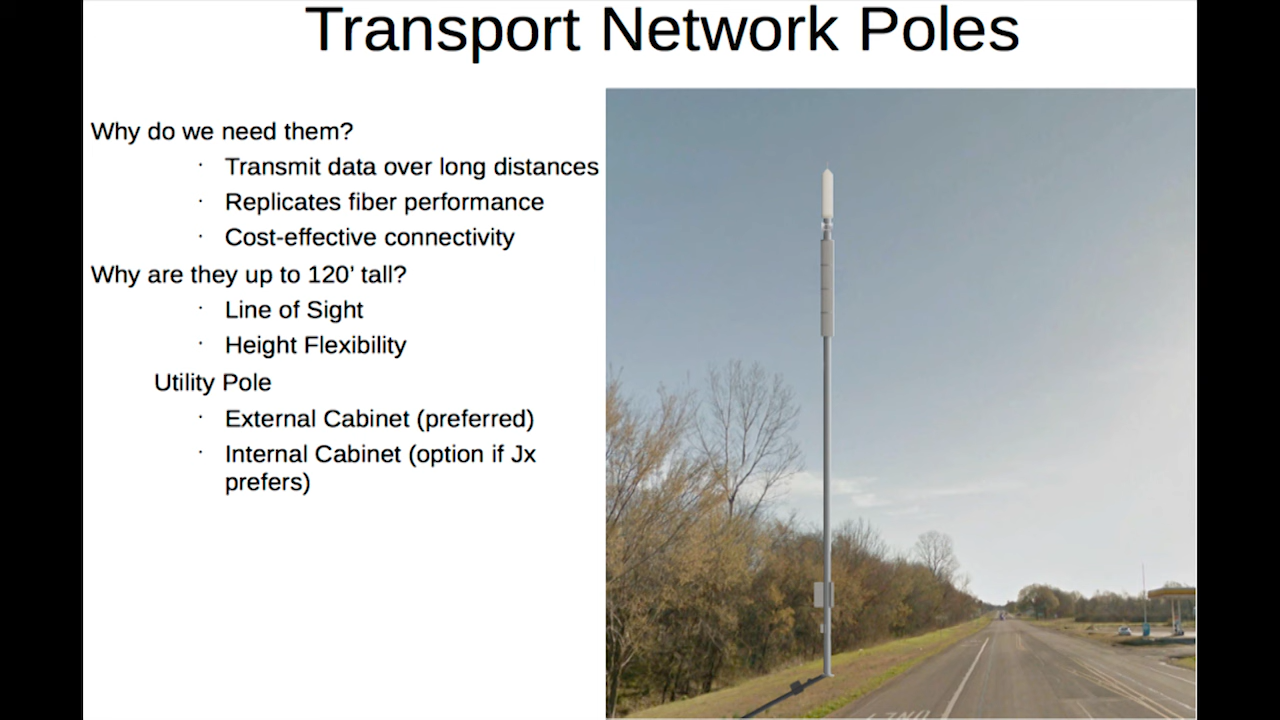 Transport Network Poles
Why do we need them?
· Transmit data over long distances
· Replicates fiber performance
· Cost-effective connectivity
Why are they up to 120’ tall?
· Line of Sight
· Height Flexibility
Utility Pole
· External Cabinet (preferred)
· Internal Cabinet (option if Jx
prefers)